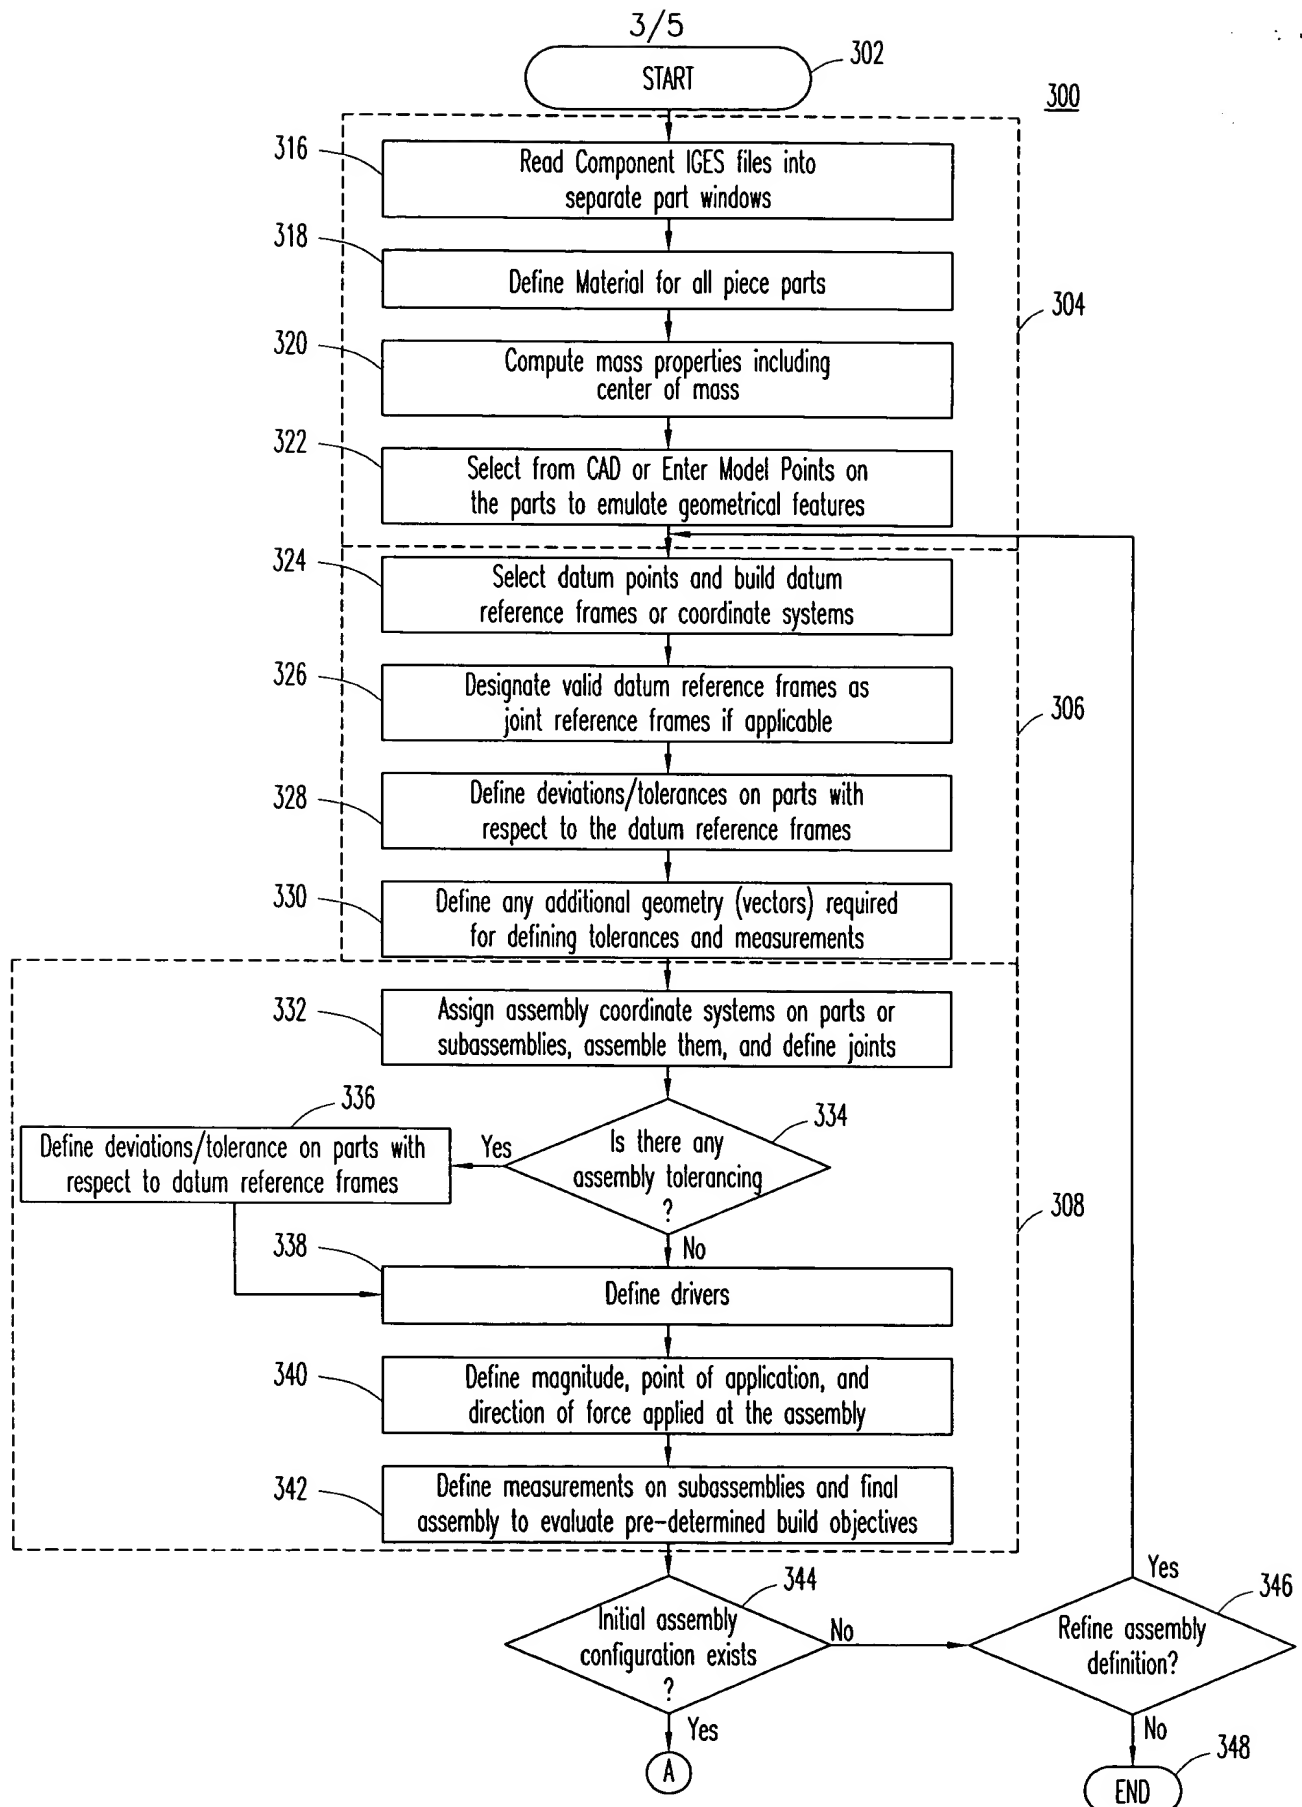 3/5
START
302
300
316
Read Component IGES files into
separate part windows
318
Define Material for all piece parts
304
320
Compute mass properties including
center of mass
322
Select from CAD or Enter Model Points on
the parts to emulate geometrical features
324
Select datum points and build datum
reference frames or coordinate systems
326
Designate valid datum reference frames as
joint reference frames if applicable
306
328
Define deviations/tolerances on parts with
respect to the datum reference frames
330
Define any additional geometry (vectors) required
for defining tolerances and measurements
332
Assign assembly coordinate systems on parts or
subassemblies, assemble them, and define joints
336
Define deviations/tolerance on parts with
respect to datum reference frames
Yes
334
Is there any
assembly tolerancing
?
No
308
338
Define drivers
340
Define magnitude, point of application, and
direction of force applied at the assembly
342
Define measurements on subassemblies and final
assembly to evaluate pre-determined build objectives
344
Initial assembly
configuration exists
?
No
Yes
A
Yes
346
Refine assembly
definition?
No
348
END